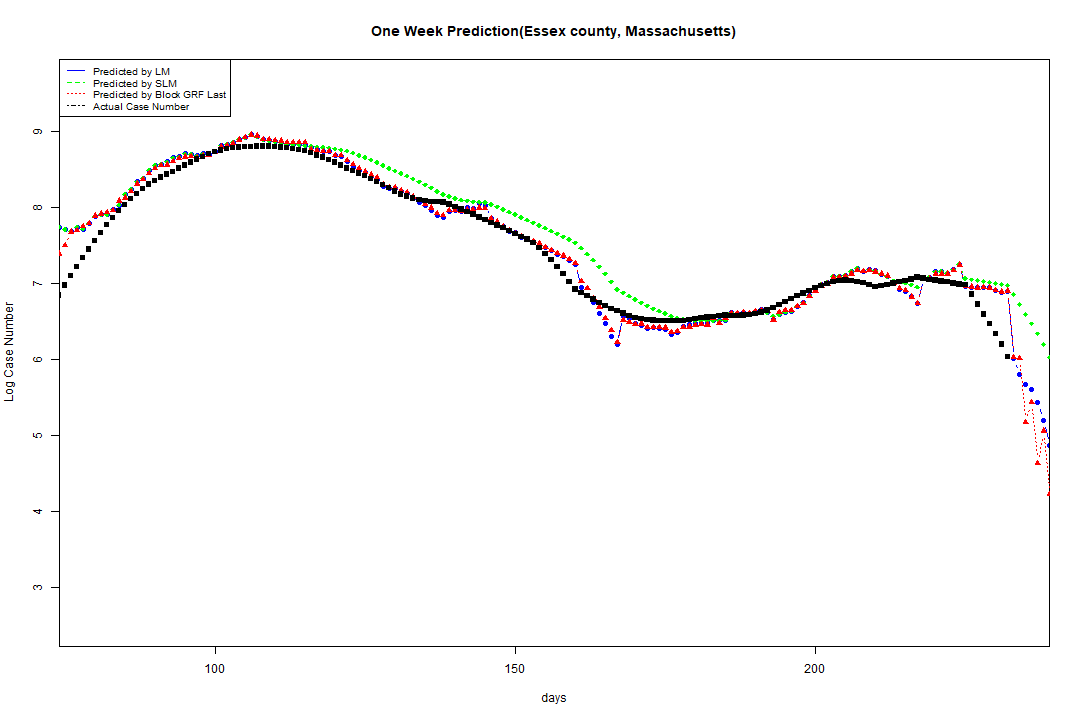 One Week Prediction(Essex county, Massachusetts)
Predicted by LM
Predicted by SLM
Predicted by Block GRF Last
Actual Case Number
9
8
7
6
5
4
3
Log Case Number
100 150 200
days